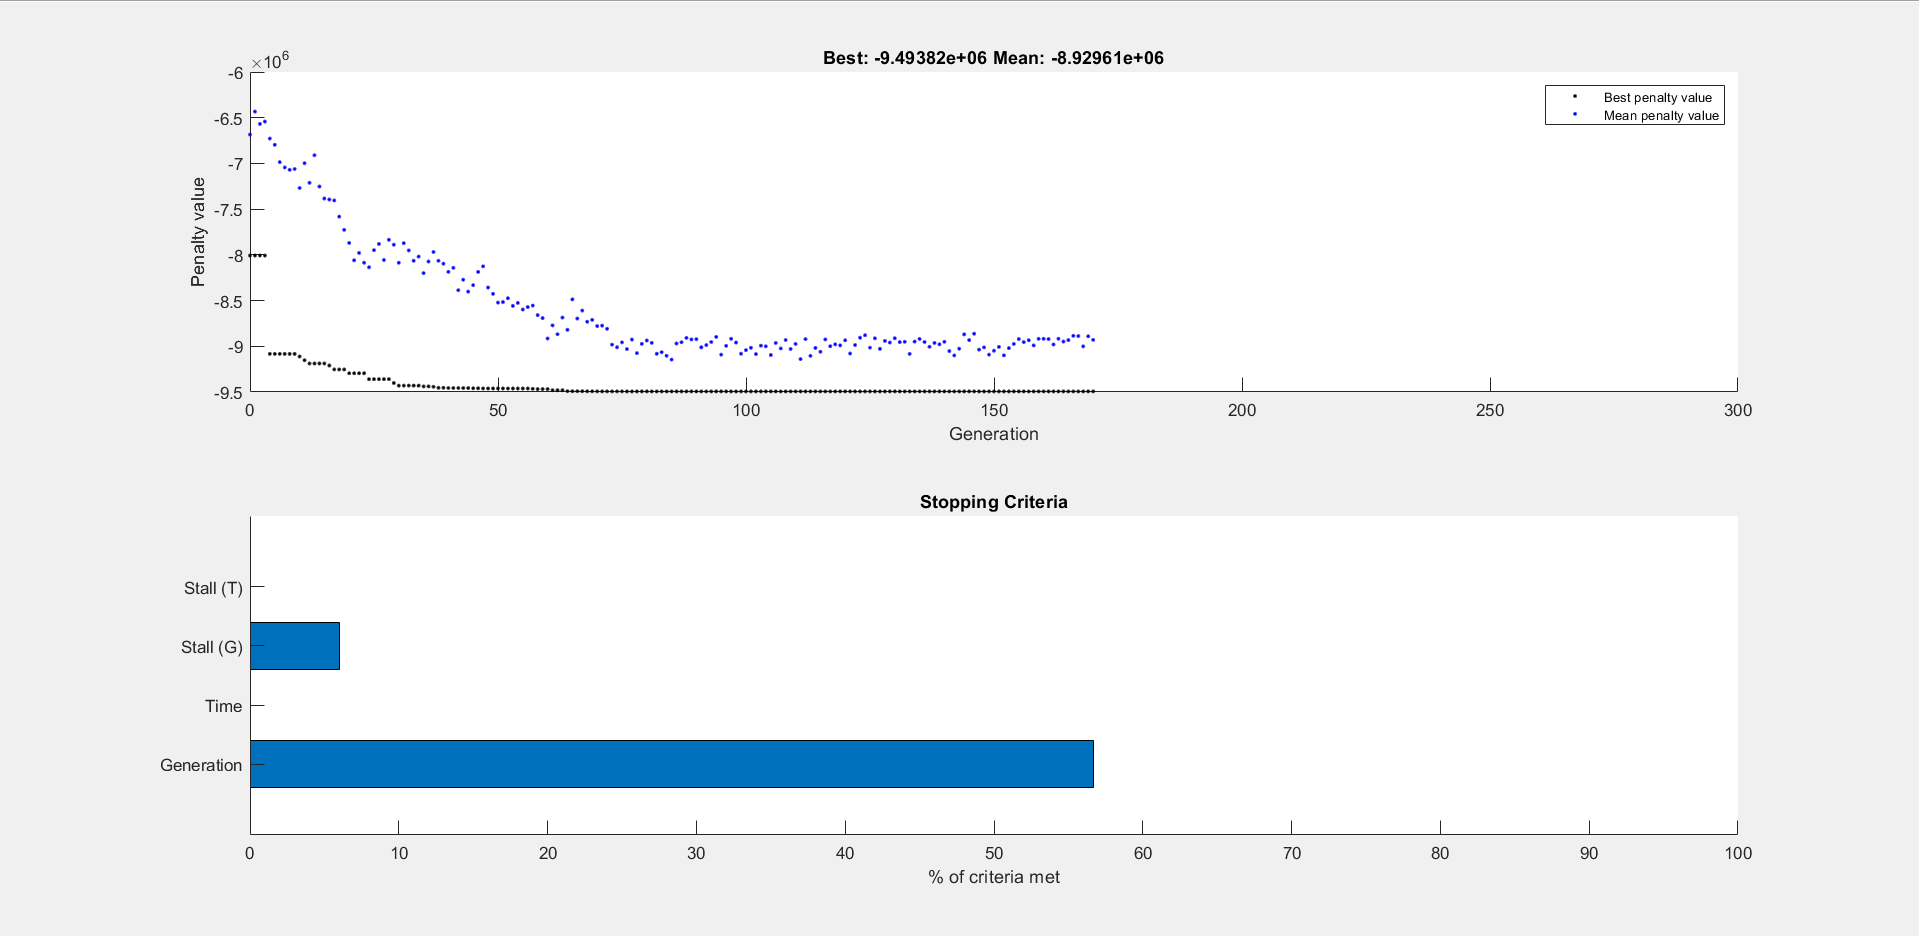 Best: -9.49382e+06 Mean: -8.92961e+06
×10^6
-6
-6.5
-7
-7.5
-8
-8.5
-9
-9.5
Penalty value
Best penalty value
Mean penalty value
0 50 100 150 200 250 300
Generation
Stopping Criteria
Stall (T)
Stall (G)
Time
Generation
0 10 20 30 40 50 60 70 80 90 100
% of criteria met